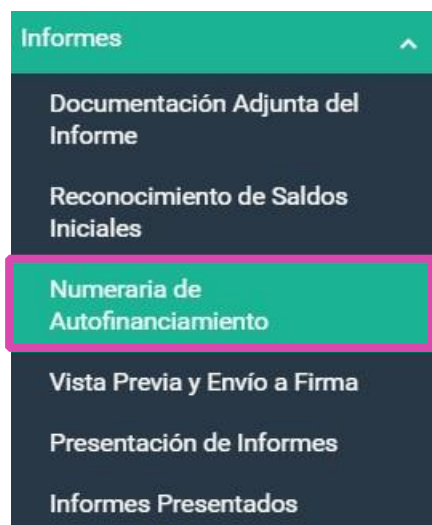 Informes
Documentación Adjunta del
Informe
Reconocimiento de Saldos
Iniciales
Numeraria de
Autofinanciamiento
Vista Previa y Envío a Firma
Presentación de Informes
Informes Presentados